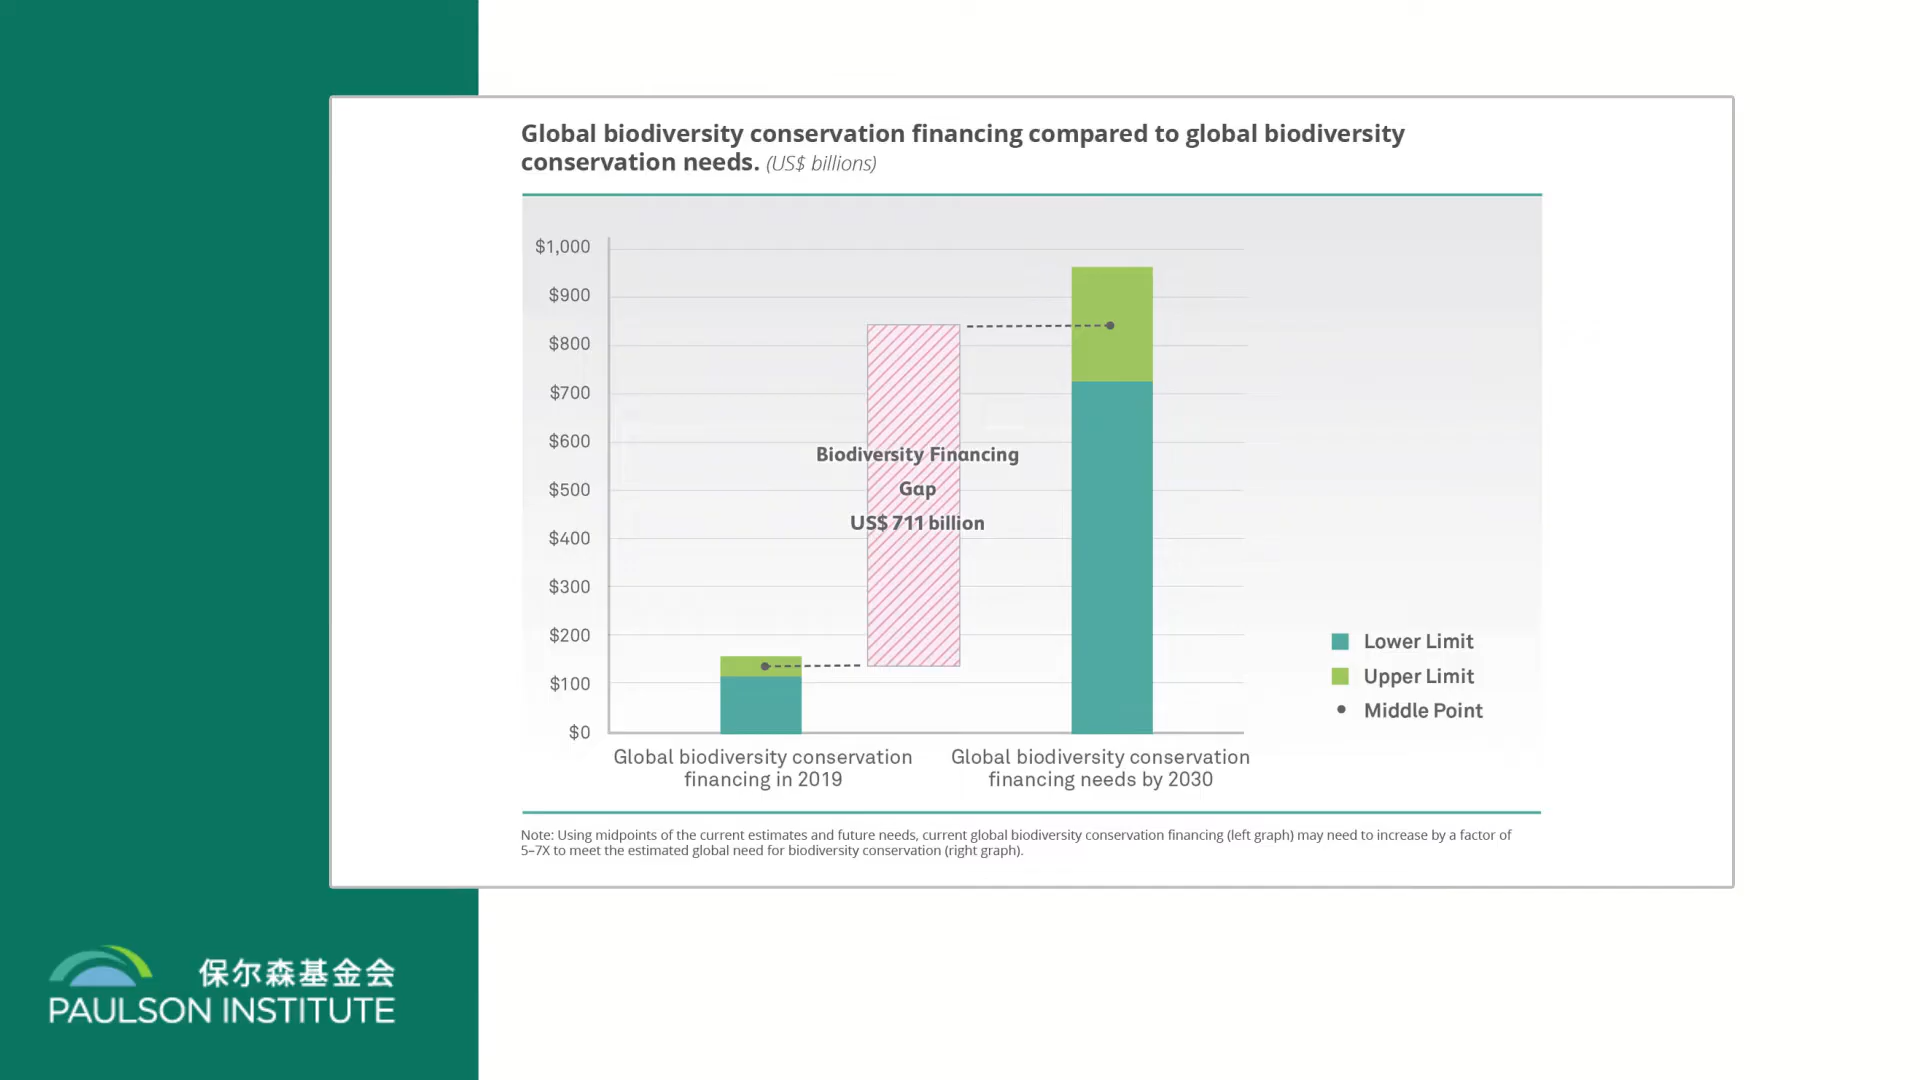 Global biodiversity conservation financing compared to global biodiversity
conservation needs. (US$ billions)
$1,000
$900
$800
$700
$600
$500
$400
$300
$200
$100
$0
Biodiversity Financing
Gap
US$ 711 billion
Lower Limit
Upper Limit
Middle Point
Global biodiversity conservation
financing in 2019
Global biodiversity conservation
financing needs by 2030
Note: Using midpoints of the current estimates and future needs, current global biodiversity conservation financing (left graph) may need to increase by a factor of
5–7X to meet the estimated global need for biodiversity conservation (right graph).
保尔森基金会
PAULSON INSTITUTE